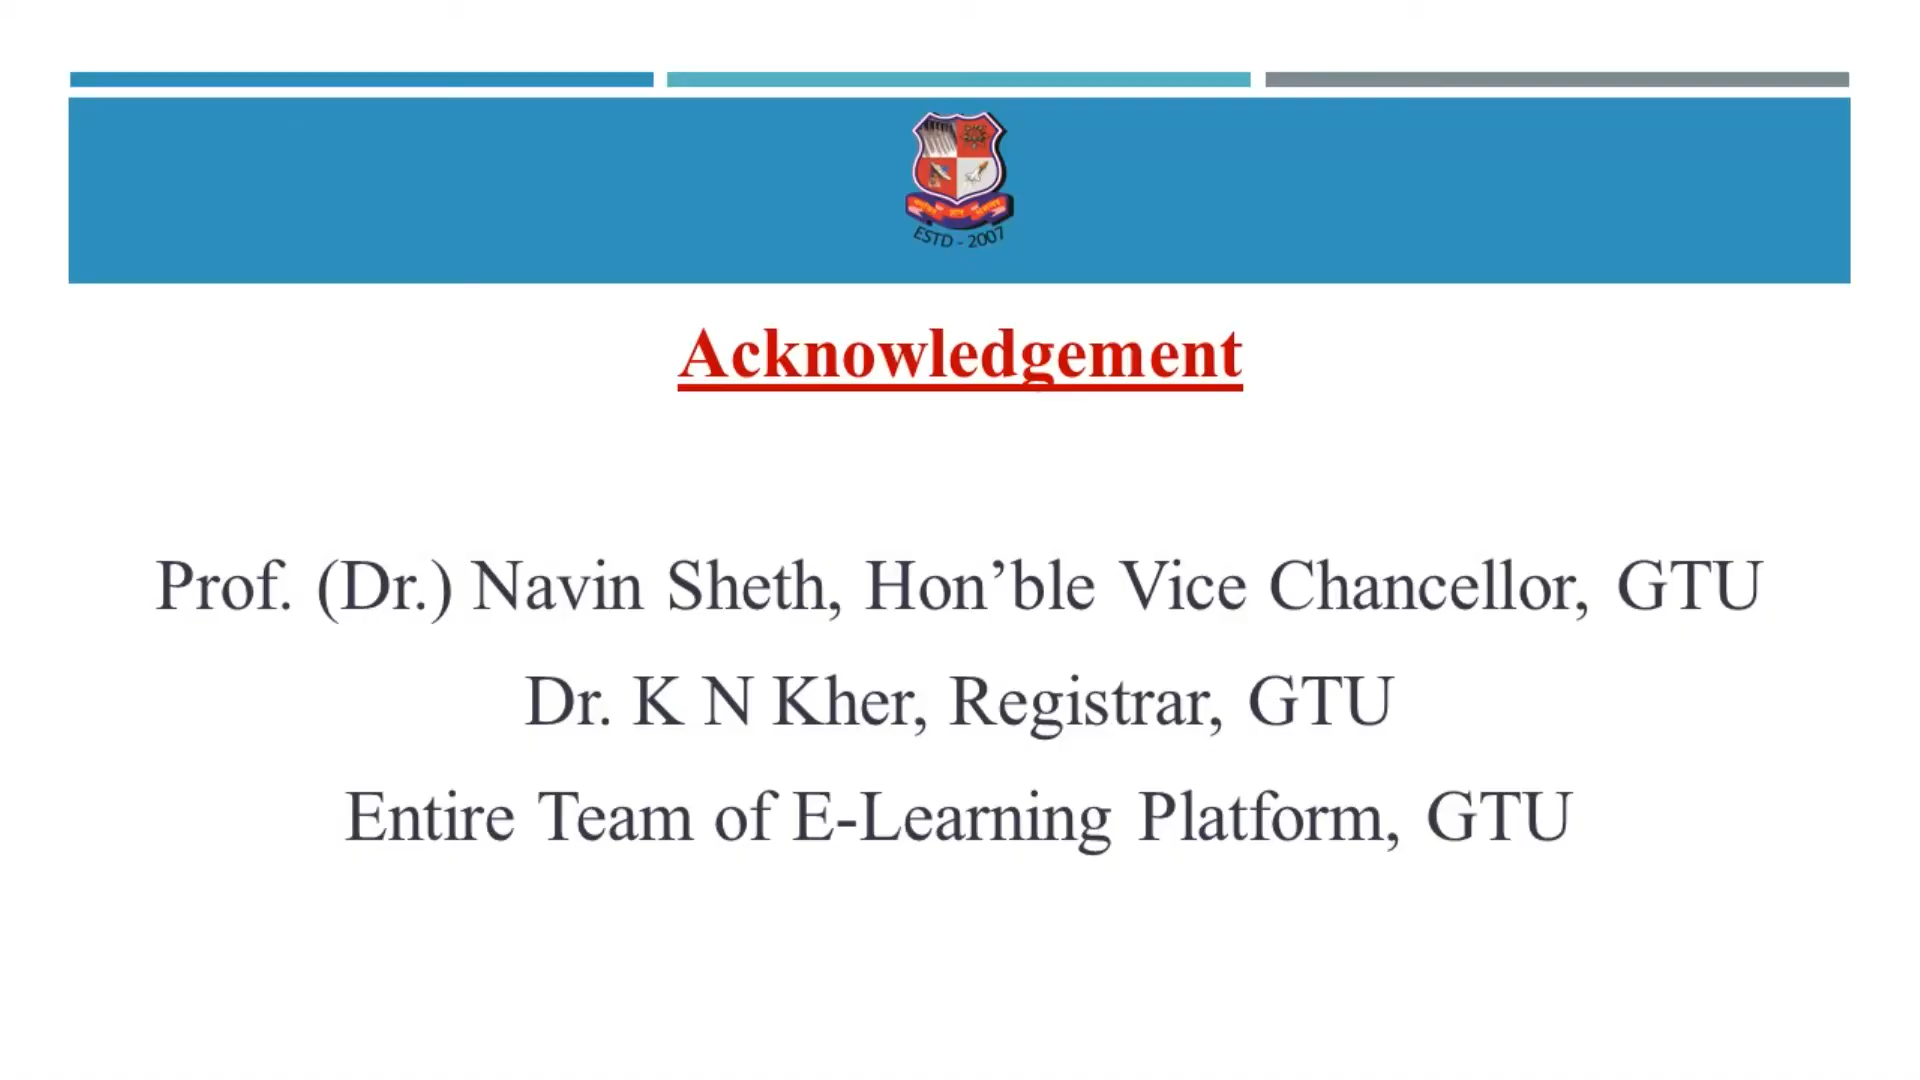 ESTD - 2007
Acknowledgement
Prof. (Dr.) Navin Sheth, Hon’ble Vice Chancellor, GTU
Dr. K N Kher, Registrar, GTU
Entire Team of E-Learning Platform, GTU